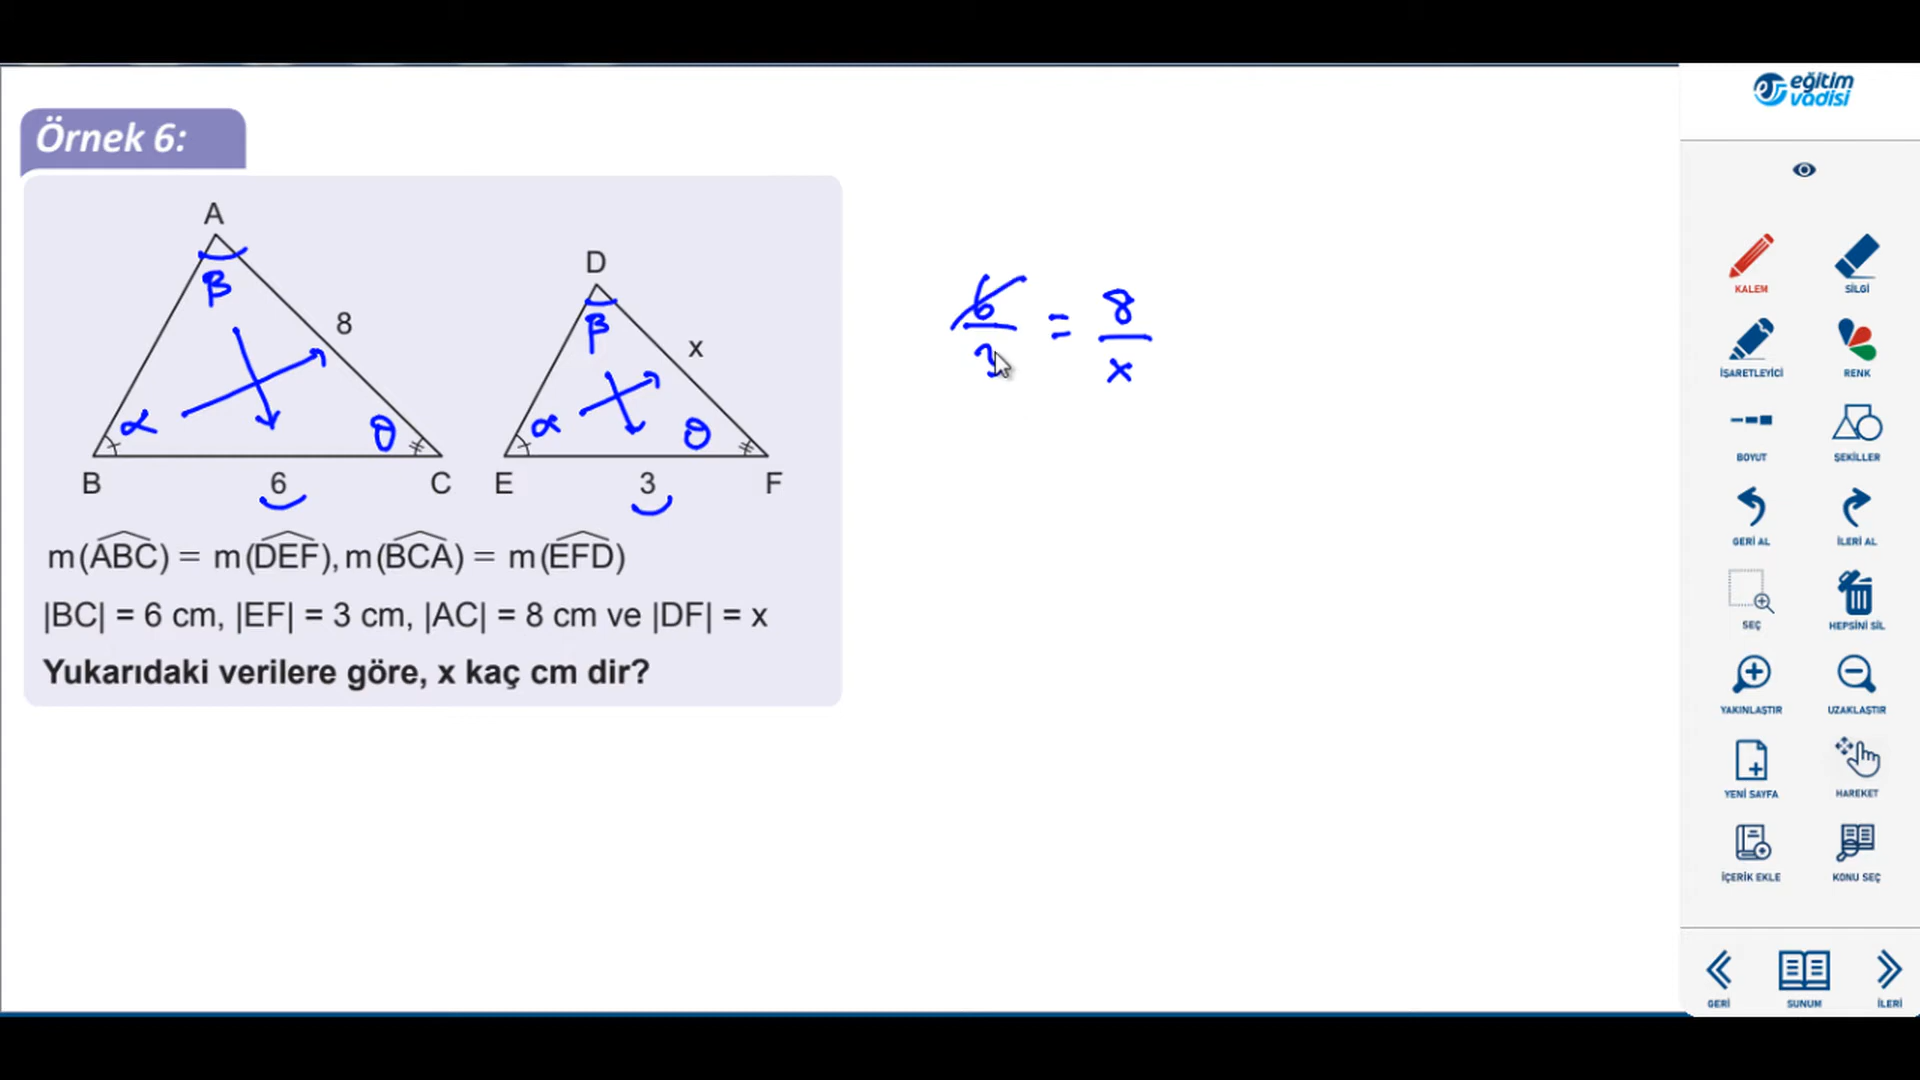 eğitim
vadisi
Örnek 6:
A
β
8
α
θ
B
6
C
D
β
x
α
θ
E
3
F
6/3 = 8/x
m(ABC) = m(DEF), m(BCA) = m(EFD)
|BC| = 6 cm, |EF| = 3 cm, |AC| = 8 cm ve |DF| = x
Yukarıdaki verilere göre, x kaç cm dir?
KALEM
SİLGİ
İŞARETLEYİCİ
RENK
BOYUT
ŞEKİLLER
GERİ AL
İLERİ AL
SEÇ
HEPSİNİ SİL
YAKINLAŞTIR
UZAKLAŞTIR
YENİ SAYFA
HAREKET
İÇERİK EKLE
KONU SEÇ
GERİ
SUNUM
İLERİ